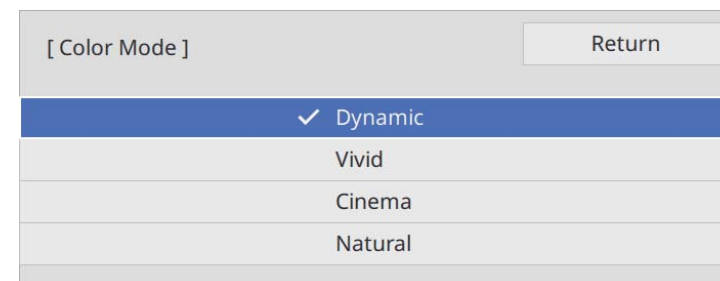 [ Color Mode ]
Return
Dynamic
Vivid
Cinema
Natural